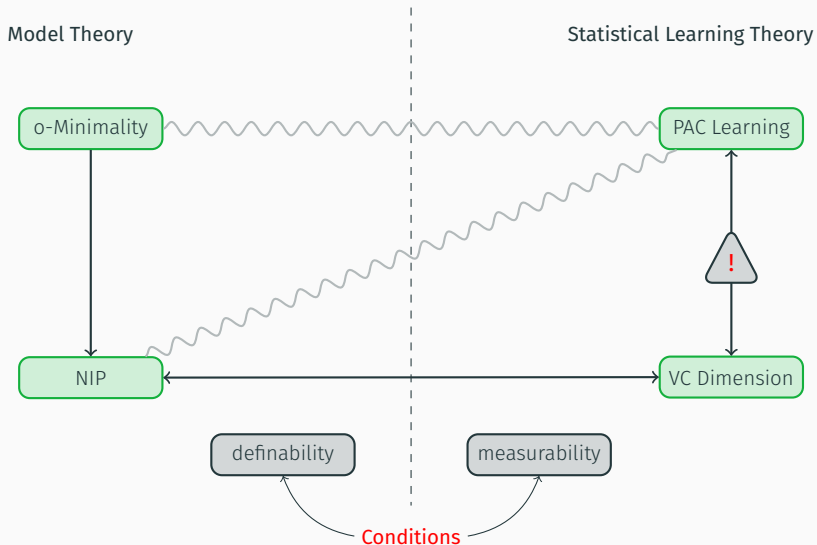 Model Theory
Statistical Learning Theory
o-Minimality
PAC Learning
!
NIP
VC Dimension
definability
measurability
Conditions